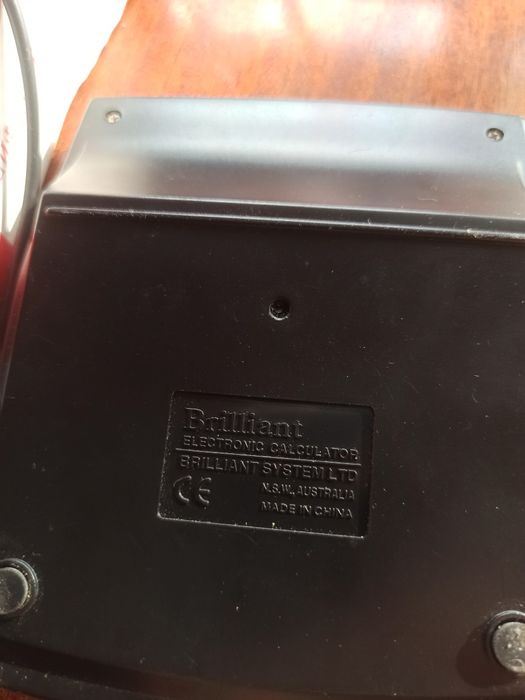 Brilliant
ELECTRONIC CALCULATOR
BRILLIANT SYSTEM LTD
N.S.W. AUSTRALIA
CE
MADE IN CHINA